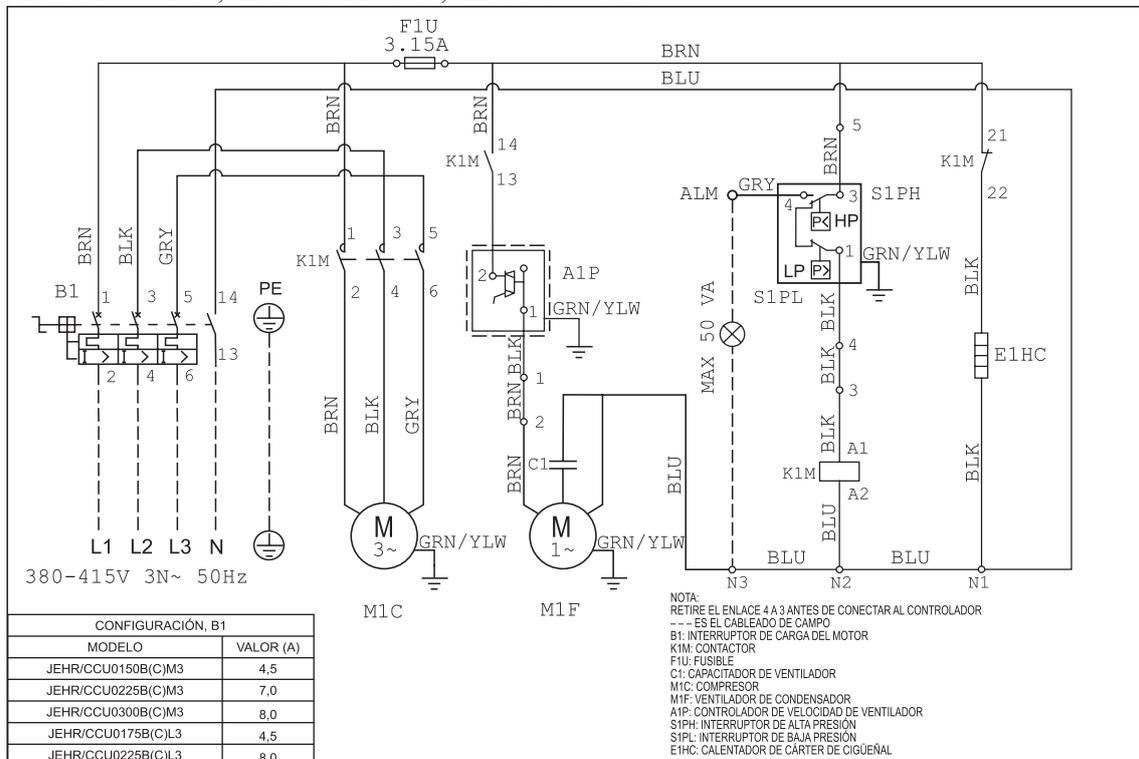 F1U
3.15A
BRN
BLU
BRN
BRN
BRN
5
14
K1M
13
21
K1M
22
ALM
GRY
4
3
S1PH
P<
HP
1
LP
P>
GRN/YLW
S1PL
BRN
BLK
GRY
B1
1
3
5
14
PE
2
4
6
13
1
3
5
K1M
2
4
6
2
A1P
1
GRN/YLW
BLK
1
BRN
2
BRN
C1
MAX 50 VA
BLK
4
BLK
3
BLK
A1
K1M
A2
BLU
BLK
E1HC
BLK
BRN
BLK
GRY
BLU
L1
L2
L3
N
380-415V 3N~ 50Hz
M
3~
GRN/YLW
M1C
M
1~
GRN/YLW
M1F
BLU
BLU
N3
N2
N1
NOTA:
RETIRE EL ENLACE 4 A 3 ANTES DE CONECTAR AL CONTROLADOR
--- ES EL CABLEADO DE CAMPO
B1: INTERRUPTOR DE CARGA DEL MOTOR
K1M: CONTACTOR
F1U: FUSIBLE
C1: CAPACITADOR DE VENTILADOR
M1C: COMPRESOR
M1F: VENTILADOR DE CONDENSADOR
A1P: CONTROLADOR DE VELOCIDAD DE VENTILADOR
S1PH: INTERRUPTOR DE ALTA PRESIÓN
S1PL: INTERRUPTOR DE BAJA PRESIÓN
E1HC: CALENTADOR DE CÁRTER DE CIGÜEÑAL
CONFIGURACIÓN, B1
MODELO VALOR (A)
JEHR/CCU0150B(C)M3 4,5
JEHR/CCU0225B(C)M3 7,0
JEHR/CCU0300B(C)M3 8,0
JEHR/CCU0175B(C)L3 4,5
JEHR/CCU0225B(C)L3 8,0